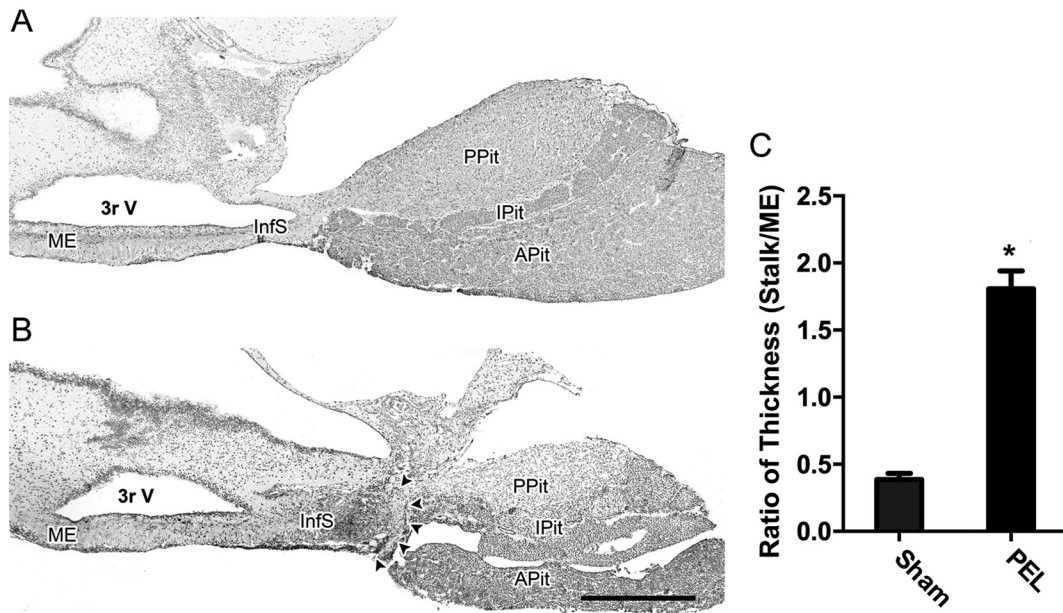 A
PPit
3r V
IPit
InfS
ME
APit
B
PPit
3r V
InfS
IPit
ME
APit
C
Ratio of Thickness (Stalk/ME)
2.5
2.0
1.5
1.0
0.5
0.0
*
Sham
PEL